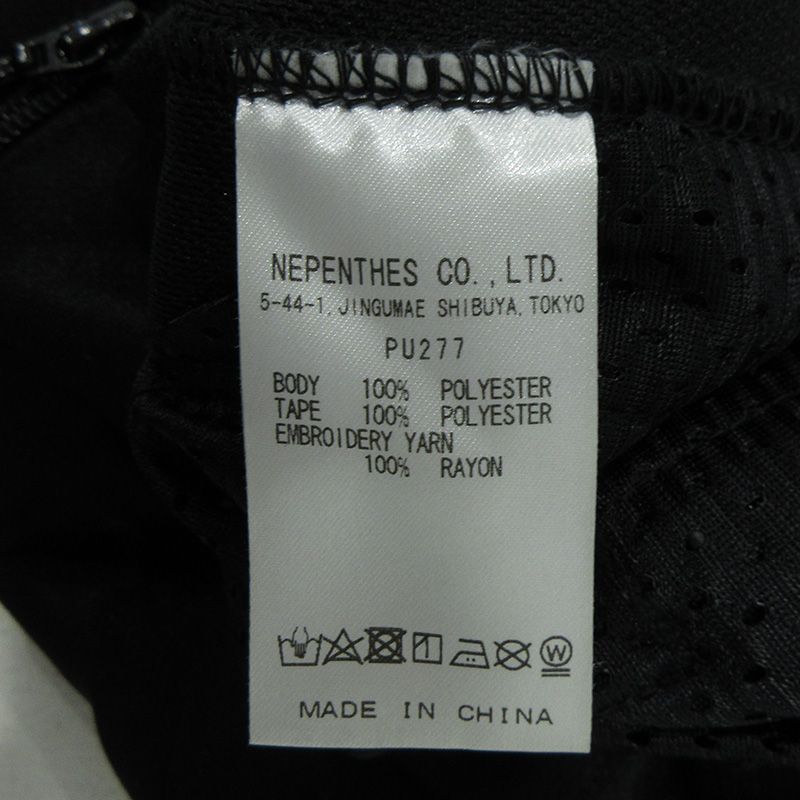 NEPENTHES CO.,LTD.
5-44-1, JINGUMAE SHIBUYA, TOKYO
PU277
BODY 100% POLYESTER
TAPE 100% POLYESTER
EMBROIDERY YARN
100% RAYON
W
MADE IN CHINA